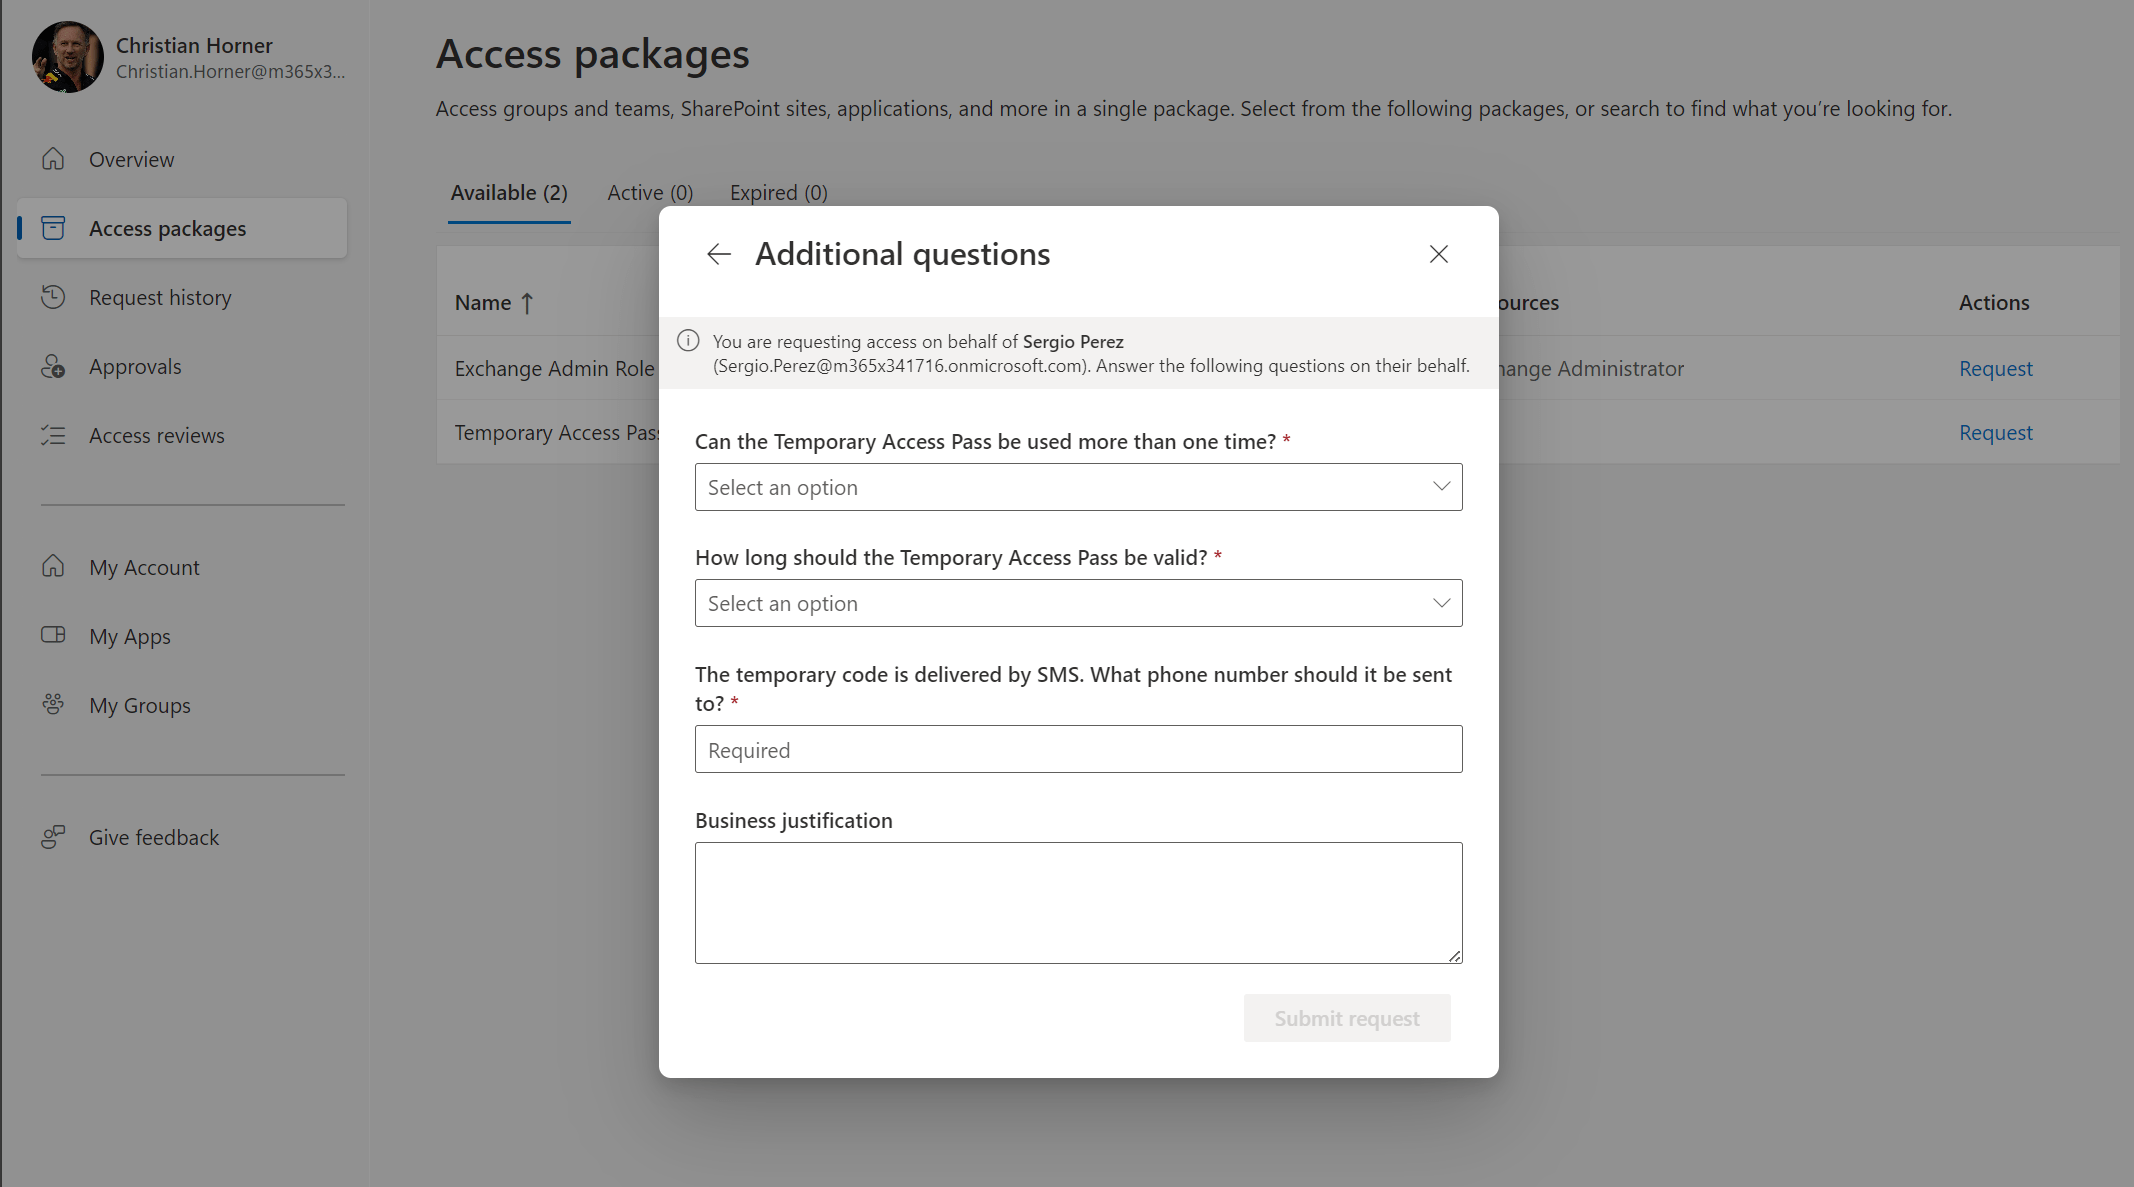 Christian Horner
Christian.Horner@m365x3...
Overview
Access packages
Request history
Approvals
Access reviews
My Account
My Apps
My Groups
Give feedback
Access packages
Access groups and teams, SharePoint sites, applications, and more in a single package. Select from the following packages, or search to find what you’re looking for.
Available (2) Active (0) Expired (0)
Name ↑ ources Actions
Exchange Admin Role hange Administrator Request
Temporary Access Pas Request
Additional questions
You are requesting access on behalf of Sergio Perez
(Sergio.Perez@m365x341716.onmicrosoft.com). Answer the following questions on their behalf.
Can the Temporary Access Pass be used more than one time? *
Select an option
How long should the Temporary Access Pass be valid? *
Select an option
The temporary code is delivered by SMS. What phone number should it be sent
to? *
Required
Business justification
Submit request